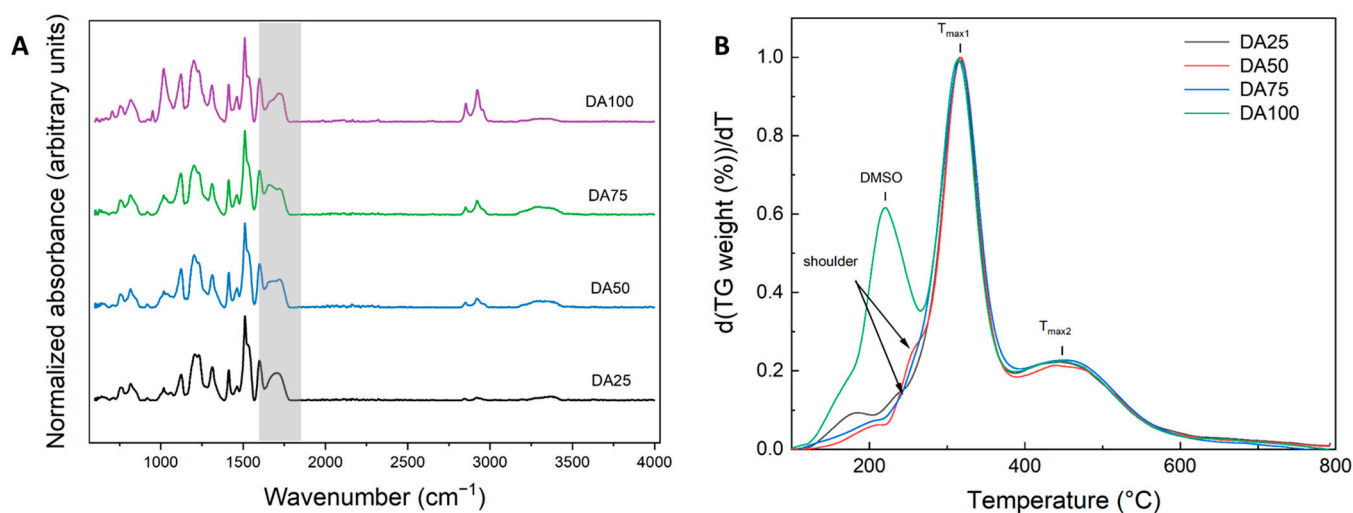 A
Normalized absorbance (arbitrary units)
DA100
DA75
DA50
DA25
1000 1500 2000 2500 3000 3500 4000
Wavenumber (cm⁻¹)
B
d(TG weight (%))/dT
1.0
0.8
0.6
0.4
0.2
0.0
Tmax1
DMSO
shoulder
Tmax2
DA25
DA50
DA75
DA100
200 400 600 800
Temperature (°C)